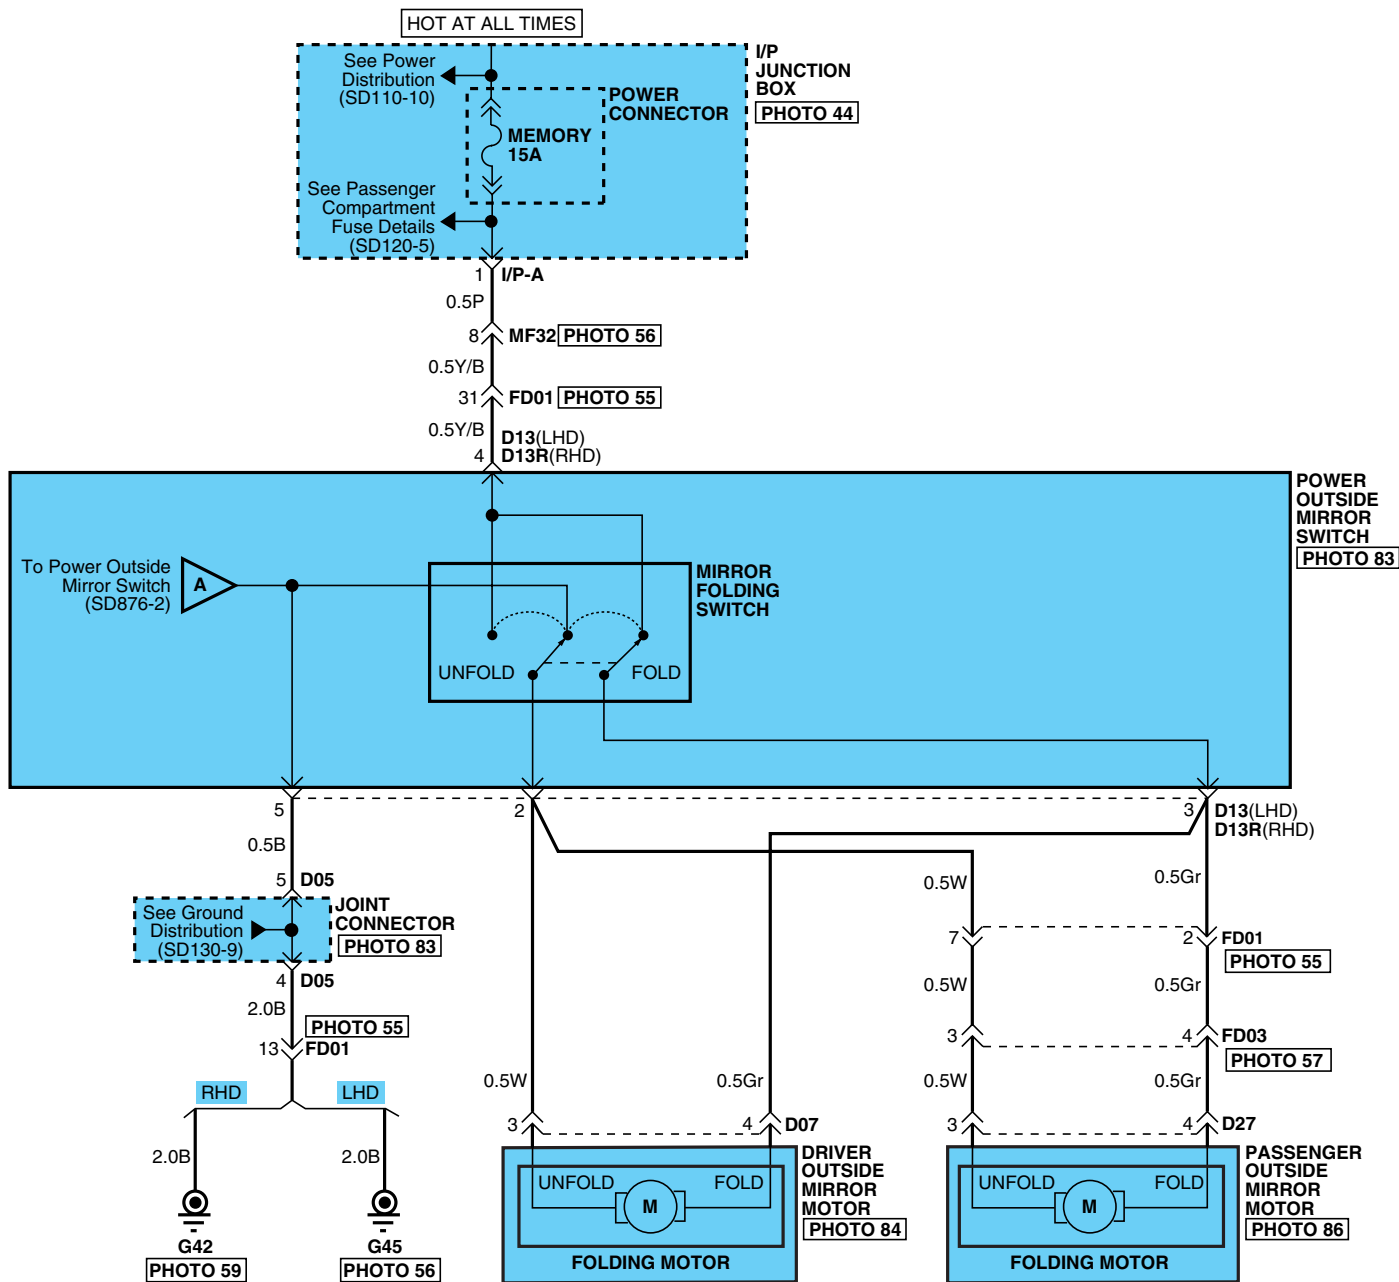 HOT AT ALL TIMES
See Power
Distribution
(SD110-10)
I/P
JUNCTION
BOX
PHOTO 44
POWER
CONNECTOR
MEMORY
15A
See Passenger
Compartment
Fuse Details
(SD120-5)
1 I/P-A
0.5P
8 MF32 PHOTO 56
0.5Y/B
31 FD01 PHOTO 55
0.5Y/B
D13(LHD)
4 D13R(RHD)
POWER
OUTSIDE
MIRROR
SWITCH
PHOTO 83
To Power Outside
Mirror Switch
(SD876-2)
A
MIRROR
FOLDING
SWITCH
UNFOLD FOLD
5 2 3 D13(LHD)
D13R(RHD)
0.5B
0.5W 0.5Gr
5 D05
See Ground
Distribution
(SD130-9)
JOINT
CONNECTOR
PHOTO 83
7 2 FD01
PHOTO 55
4 D05
2.0B
0.5W 0.5Gr
PHOTO 55
13 FD01
3 4 FD03
PHOTO 57
RHD LHD
0.5W 0.5Gr 0.5W 0.5Gr
3 4 D07 3 4 D27
2.0B 2.0B
DRIVER
OUTSIDE
MIRROR
MOTOR
PHOTO 84
UNFOLD FOLD
M
FOLDING MOTOR
PASSENGER
OUTSIDE
MIRROR
MOTOR
PHOTO 86
UNFOLD FOLD
M
FOLDING MOTOR
G42 G45
PHOTO 59 PHOTO 56